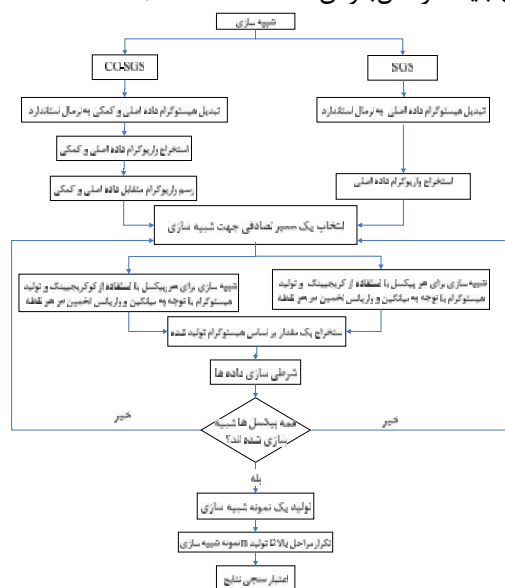 شبیه سازی
CO-SGS
SGS
تبدیل هیستوگرام داده اصلی و کمکی به نرمال استاندارد
تبدیل هیستوگرام داده اصلی به نرمال استاندارد
استخراج واریوگرام داده اصلی و کمکی
استخراج واریوگرام داده اصلی
رسم واریوگرام متقابل داده اصلی و کمکی
انتخاب یک مسیر تصادفی جهت شبیه سازی
شبیه سازی برای هر پیکسل با استفاده از کوکریجینگ و تولید
هیستوگرام با توجه به میانگین و واریانس تخمین در هر نقطه
شبیه سازی برای هر پیکسل با استفاده از کریجینگ و تولید
هیستوگرام با توجه به میانگین و واریانس تخمین در هر نقطه
ستخراج یک مقدار بر اساس هیستوگرام تولید شده
شرطی سازی داده ها
همه پیکسل ها شبیه
سازی شده اند؟
خیر
خیر
بله
تولید یک نمونه شبیه سازی
تکرار مراحل بالا تا تولید m نمونه شبیه سازی
اعتبار سنجی نتایج